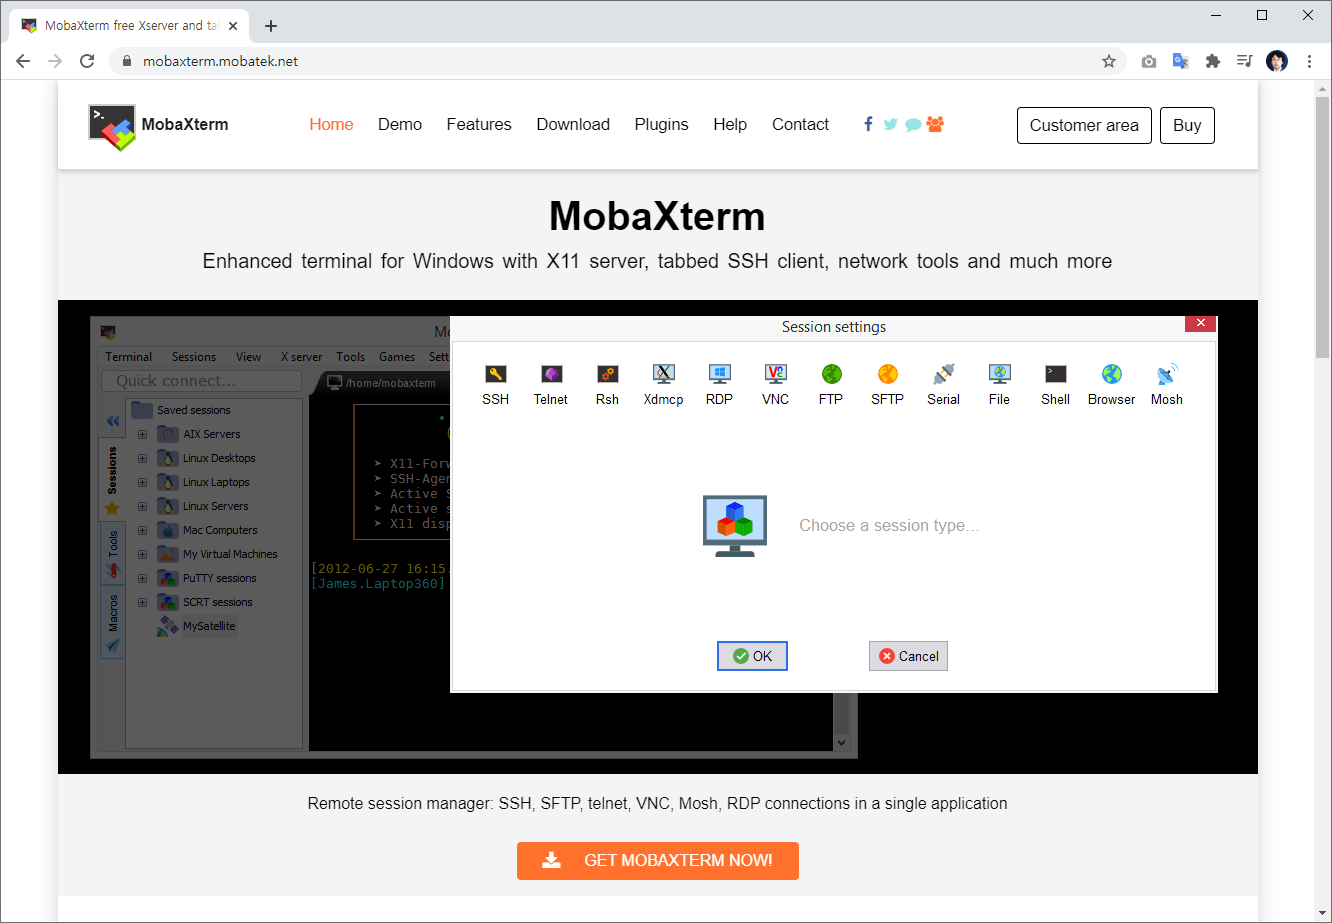 MobaXterm free Xserver and ta
mobaxterm.mobatek.net
MobaXterm
Home Demo Features Download Plugins Help Contact
Customer area Buy
MobaXterm
Enhanced terminal for Windows with X11 server, tabbed SSH client, network tools and much more
Mo
Terminal Sessions View X server Tools Games Sett
Quick connect...
/home/mobaxterm
Saved sessions
AIX Servers
Linux Desktops
Linux Laptops
Linux Servers
Mac Computers
My Virtual Machines
PuTTY sessions
SCRT sessions
MySatellite
Sessions
Tools
Macros
➤ X11-Forw
➤ SSH-Agen
➤ Active S
➤ Active s
➤ X11 disp
[2012-06-27 16:15.
[James.Laptop360]
Session settings
SSH Telnet Rsh Xdmcp RDP VNC FTP SFTP Serial File Shell Browser Mosh
Choose a session type...
OK Cancel
Remote session manager: SSH, SFTP, telnet, VNC, Mosh, RDP connections in a single application
GET MOBAXTERM NOW!